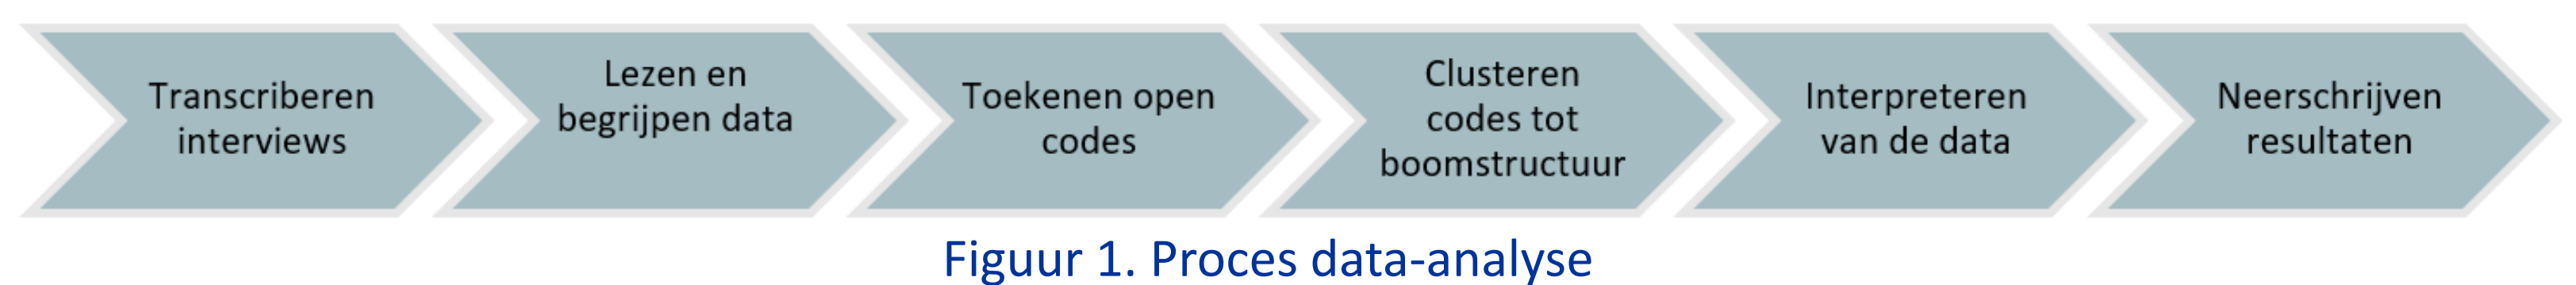 Transcriberen
interviews
Lezen en
begrijpen data
Toekenen open
codes
Clusteren
codes tot
boomstructuur
Interpreteren
van de data
Neerschrijven
resultaten
Figuur 1. Proces data-analyse